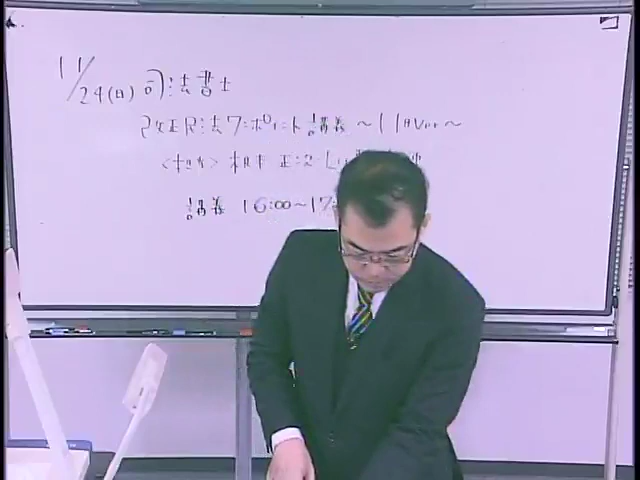 11/24(日) 司法書士
改正民法ワンポイント講義 ～11月Ver～
<担当> 根本 正次
講義 16:00～17: